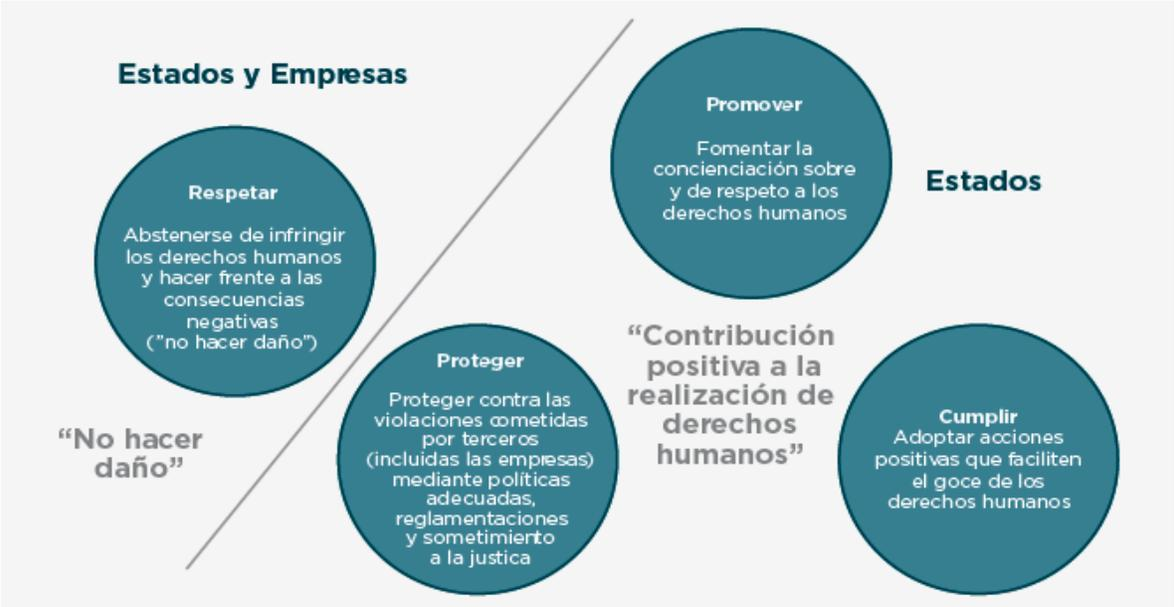 Estados y Empresas
Respetar
Abstenerse de infringir
los derechos humanos
y hacer frente a las
consecuencias
negativas
("no hacer daño")
“No hacer
daño”
Promover
Fomentar la
concienciación sobre
y de respeto a los
derechos humanos
Estados
Proteger
Proteger contra las
violaciones cometidas
por terceros
(incluidas las empresas)
mediante políticas
adecuadas,
reglamentaciones
y sometimiento
a la justica
“Contribución
positiva a la
realización de
derechos
humanos”
Cumplir
Adoptar acciones
positivas que faciliten
el goce de los
derechos humanos